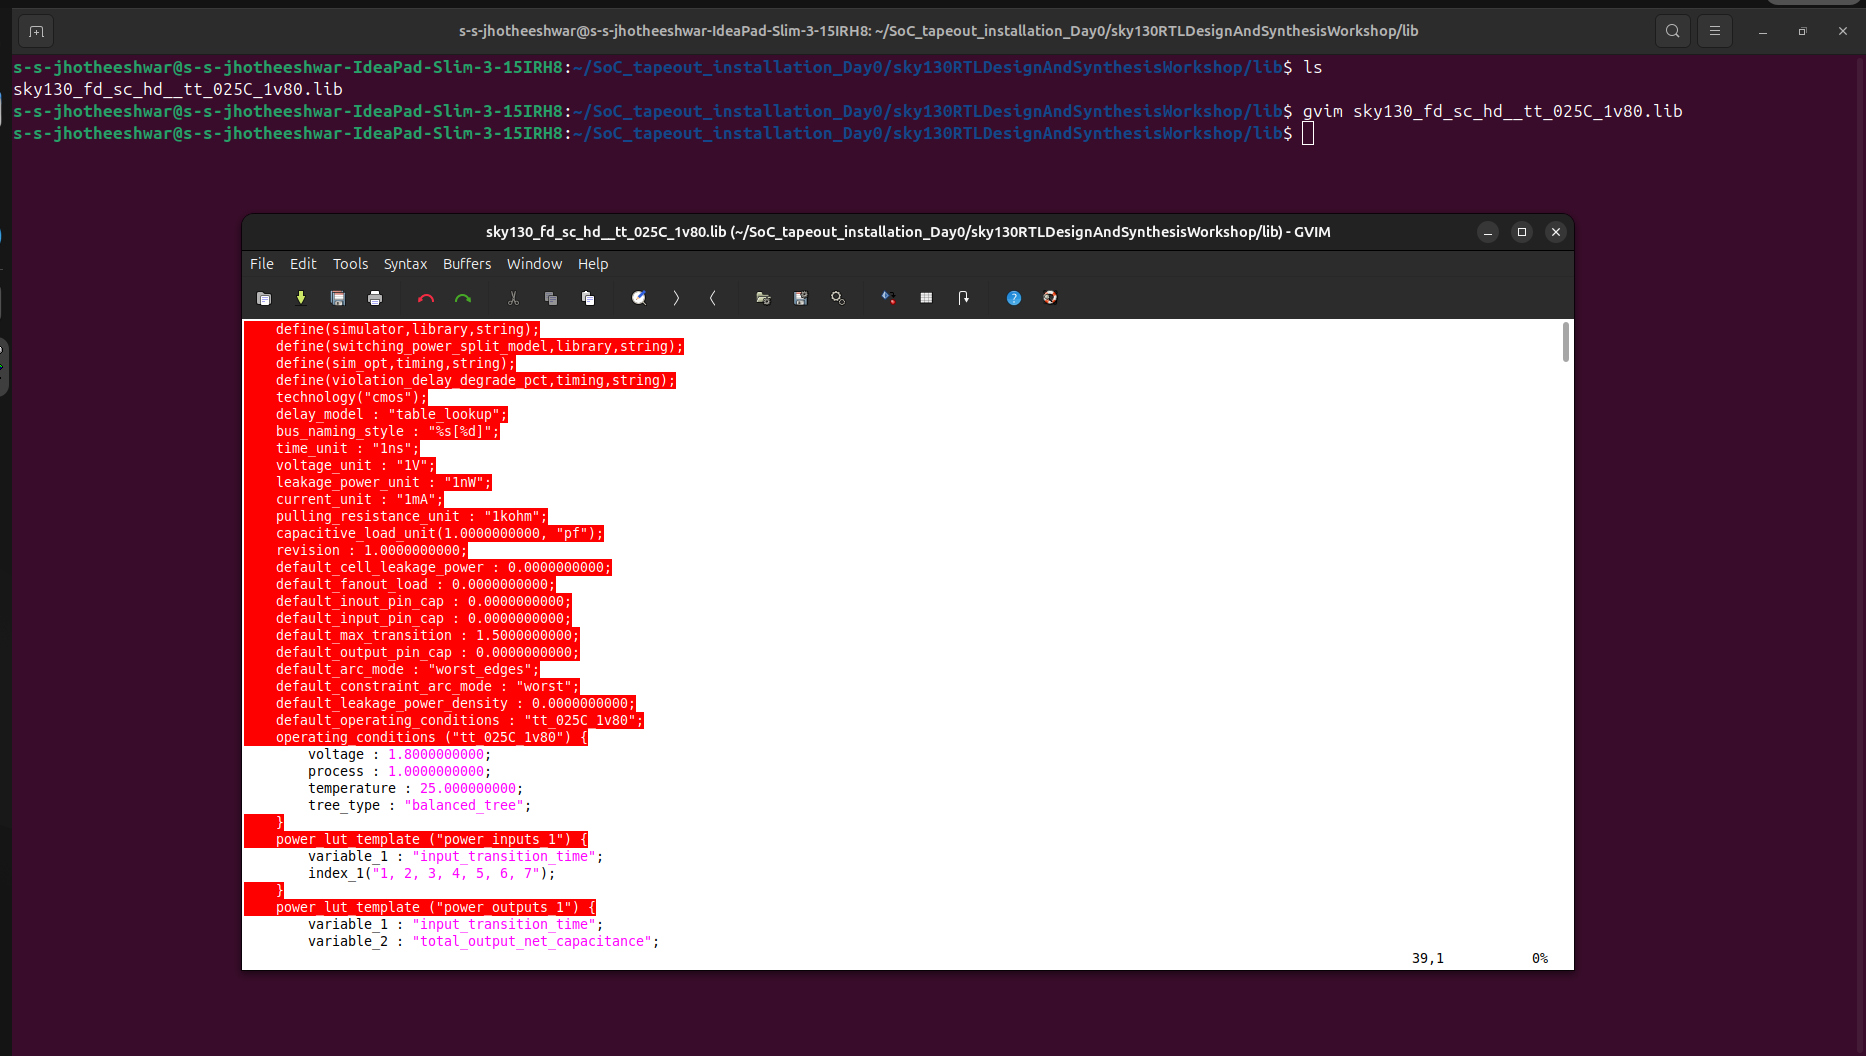 s-s-jhotheeshwar@s-s-jhotheeshwar-IdeaPad-Slim-3-15IRH8: ~/SoC_tapeout_installation_Day0/sky130RTLDesignAndSynthesisWorkshop/lib
s-s-jhotheeshwar@s-s-jhotheeshwar-IdeaPad-Slim-3-15IRH8:~/SoC_tapeout_installation_Day0/sky130RTLDesignAndSynthesisWorkshop/lib$ ls
sky130_fd_sc_hd__tt_025C_1v80.lib
s-s-jhotheeshwar@s-s-jhotheeshwar-IdeaPad-Slim-3-15IRH8:~/SoC_tapeout_installation_Day0/sky130RTLDesignAndSynthesisWorkshop/lib$ gvim sky130_fd_sc_hd__tt_025C_1v80.lib
s-s-jhotheeshwar@s-s-jhotheeshwar-IdeaPad-Slim-3-15IRH8:~/SoC_tapeout_installation_Day0/sky130RTLDesignAndSynthesisWorkshop/lib$
sky130_fd_sc_hd__tt_025C_1v80.lib (~/SoC_tapeout_installation_Day0/sky130RTLDesignAndSynthesisWorkshop/lib) - GVIM
File Edit Tools Syntax Buffers Window Help
define(simulator,library,string);
define(switching_power_split_model,library,string);
define(sim_opt,timing,string);
define(violation_delay_degrade_pct,timing,string);
technology("cmos");
delay_model : "table_lookup";
bus_naming_style : "%s[%d]";
time_unit : "1ns";
voltage_unit : "1V";
leakage_power_unit : "1nW";
current_unit : "1mA";
pulling_resistance_unit : "1kohm";
capacitive_load_unit(1.0000000000, "pf");
revision : 1.0000000000;
default_cell_leakage_power : 0.0000000000;
default_fanout_load : 0.0000000000;
default_inout_pin_cap : 0.0000000000;
default_input_pin_cap : 0.0000000000;
default_max_transition : 1.5000000000;
default_output_pin_cap : 0.0000000000;
default_arc_mode : "worst_edges";
default_constraint_arc_mode : "worst";
default_leakage_power_density : 0.0000000000;
default_operating_conditions : "tt_025C_1v80";
operating_conditions ("tt_025C_1v80") {
voltage : 1.8000000000;
process : 1.0000000000;
temperature : 25.000000000;
tree_type : "balanced_tree";
}
power_lut_template ("power_inputs_1") {
variable_1 : "input_transition_time";
index_1("1, 2, 3, 4, 5, 6, 7");
}
power_lut_template ("power_outputs_1") {
variable_1 : "input_transition_time";
variable_2 : "total_output_net_capacitance";
39,1 0%